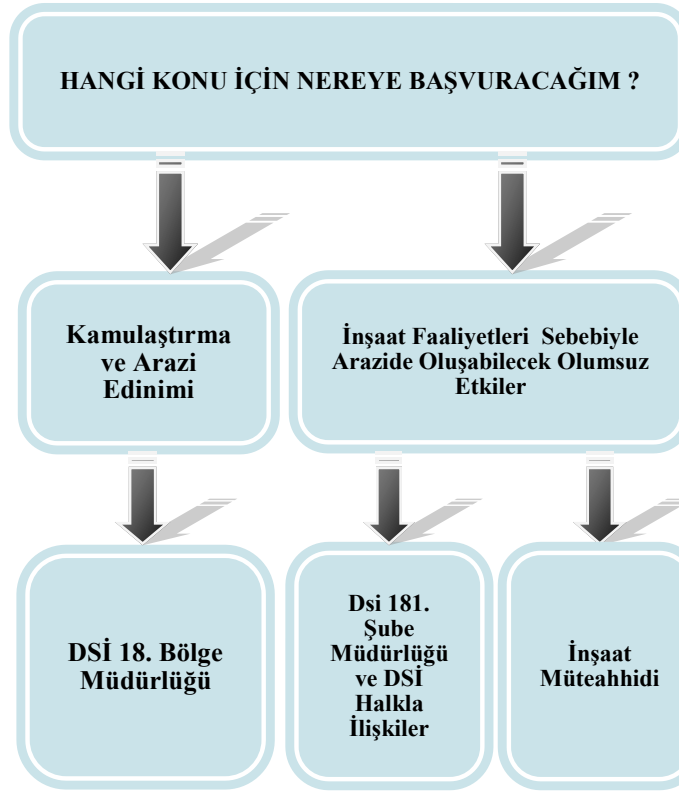 HANGİ KONU İÇİN NEREYE BAŞVURACAĞIM ?
Kamulaştırma
ve Arazi
Edinimi
İnşaat Faaliyetleri Sebebiyle
Arazide Oluşabilecek Olumsuz
Etkiler
DSİ 18. Bölge
Müdürlüğü
Dsi 181.
Şube
Müdürlüğü
ve DSİ
Halkla
İlişkiler
İnşaat
Müteahhidi